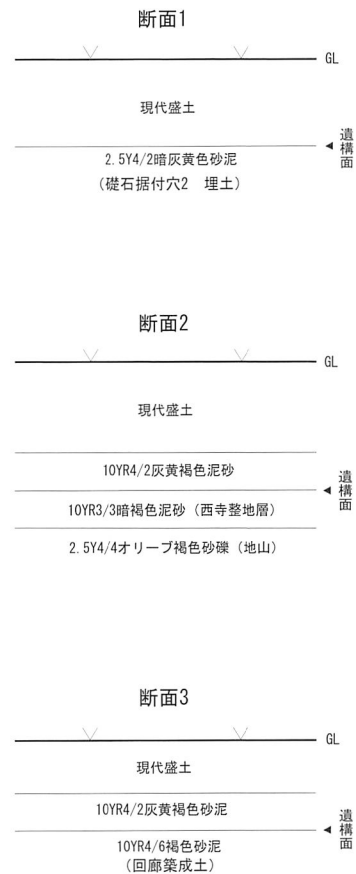 断面1
GL
現代盛土
遺構面
2.5Y4/2暗灰黄色砂泥
(礎石据付穴2 埋土)
断面2
GL
現代盛土
10YR4/2灰黄褐色泥砂
遺構面
10YR3/3暗褐色泥砂(西寺整地層)
2.5Y4/4オリーブ褐色砂礫(地山)
断面3
GL
現代盛土
10YR4/2灰黄褐色砂泥
遺構面
10YR4/6褐色砂泥
(回廊築成土)